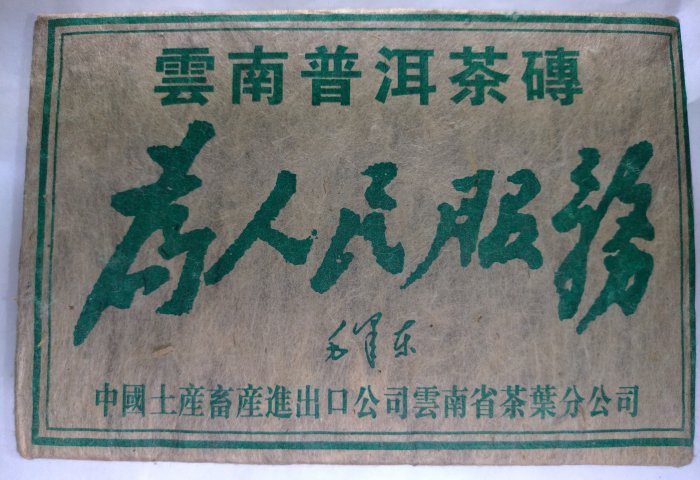 雲南普洱茶磚
為人民服務
毛澤东
中國土産畜産進出口公司雲南省茶葉分公司